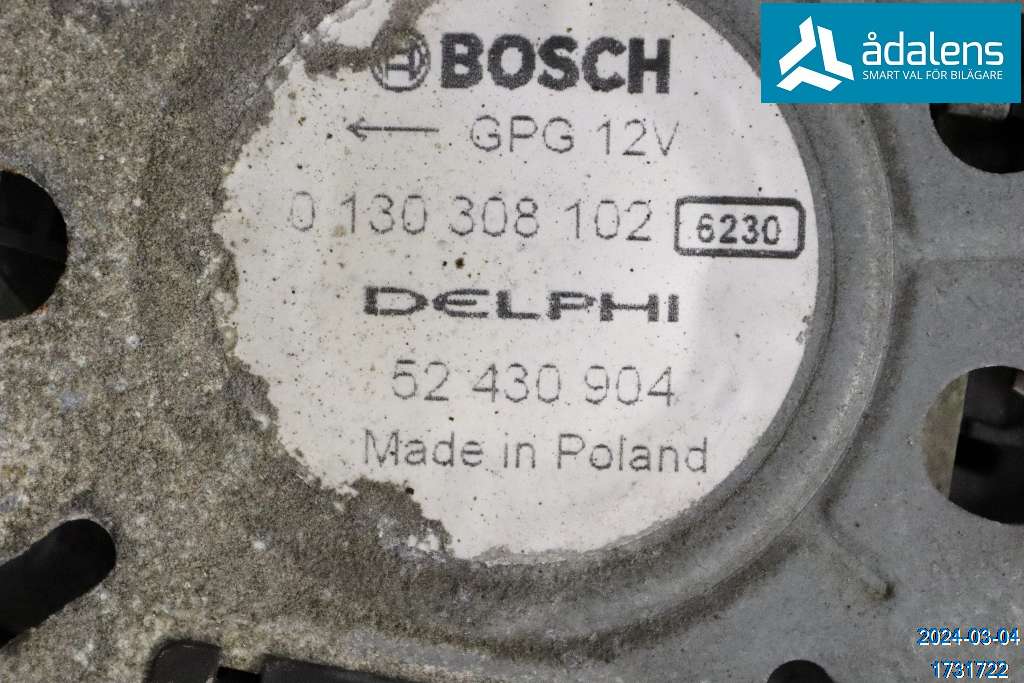 BOSCH
← GPG 12V
0 130 308 102 6230
DELPHI
52 430 904
Made in Poland
ådalens
SMART VAL FÖR BILÄGARE
2024-03-04
1731722